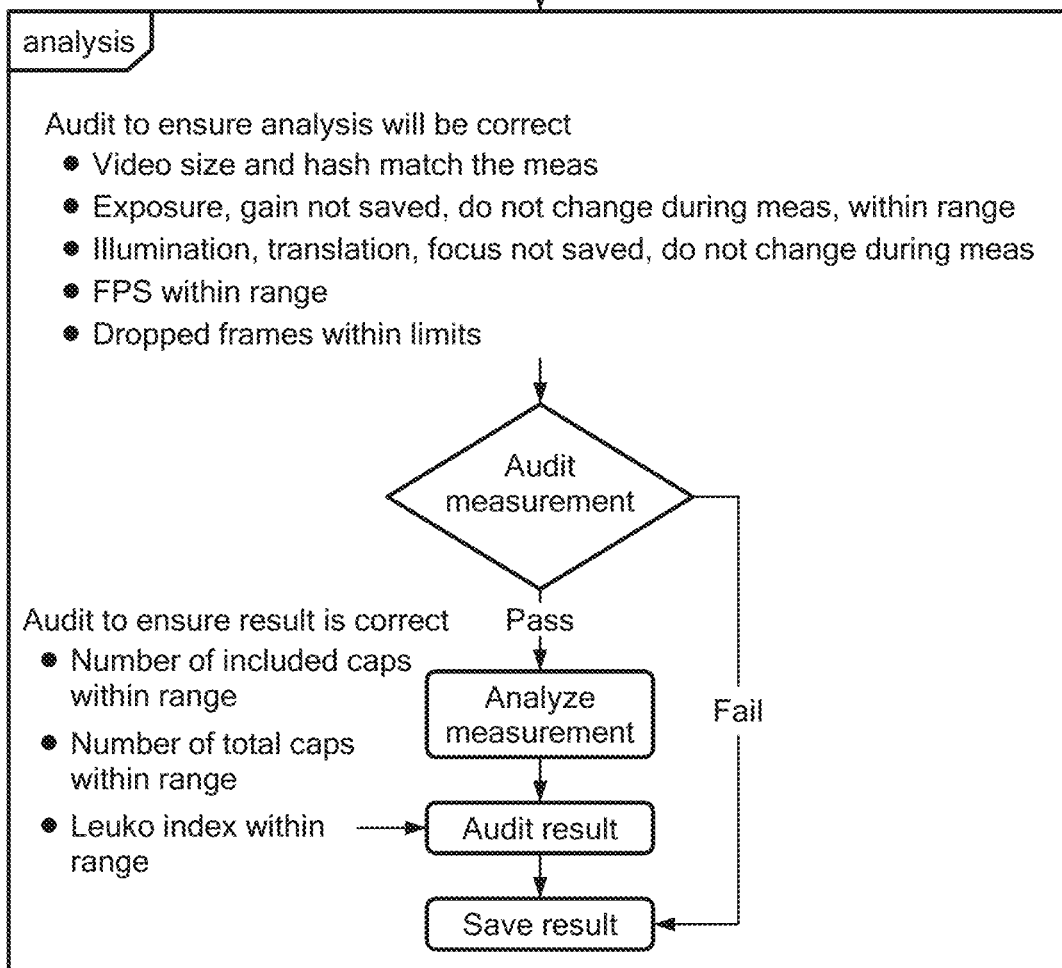 analysis
Audit to ensure analysis will be correct
● Video size and hash match the meas
● Exposure, gain not saved, do not change during meas, within range
● Illumination, translation, focus not saved, do not change during meas
● FPS within range
● Dropped frames within limits
Audit
measurement
Audit to ensure result is correct
● Number of included caps
within range
● Number of total caps
within range
● Leuko index within
range
Pass
Analyze
measurement
Fail
Audit result
Save result